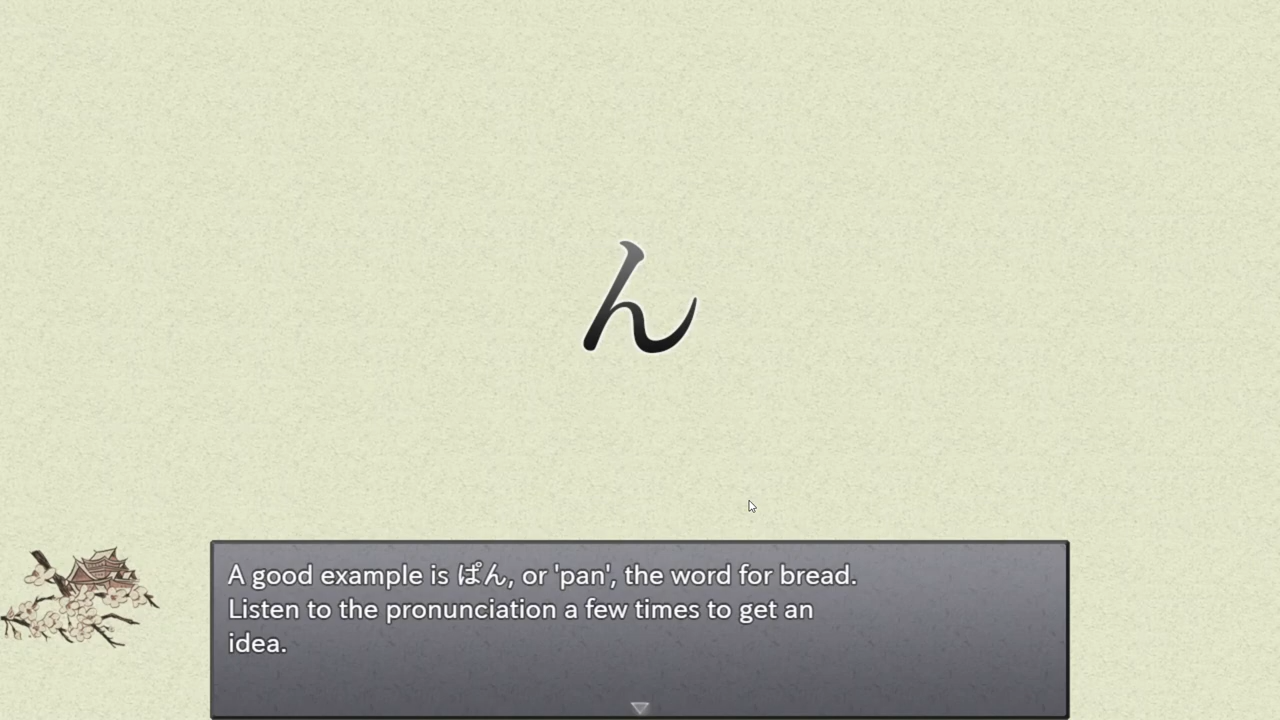 ん
A good example is ぱん, or 'pan', the word for bread.
Listen to the pronunciation a few times to get an
idea.